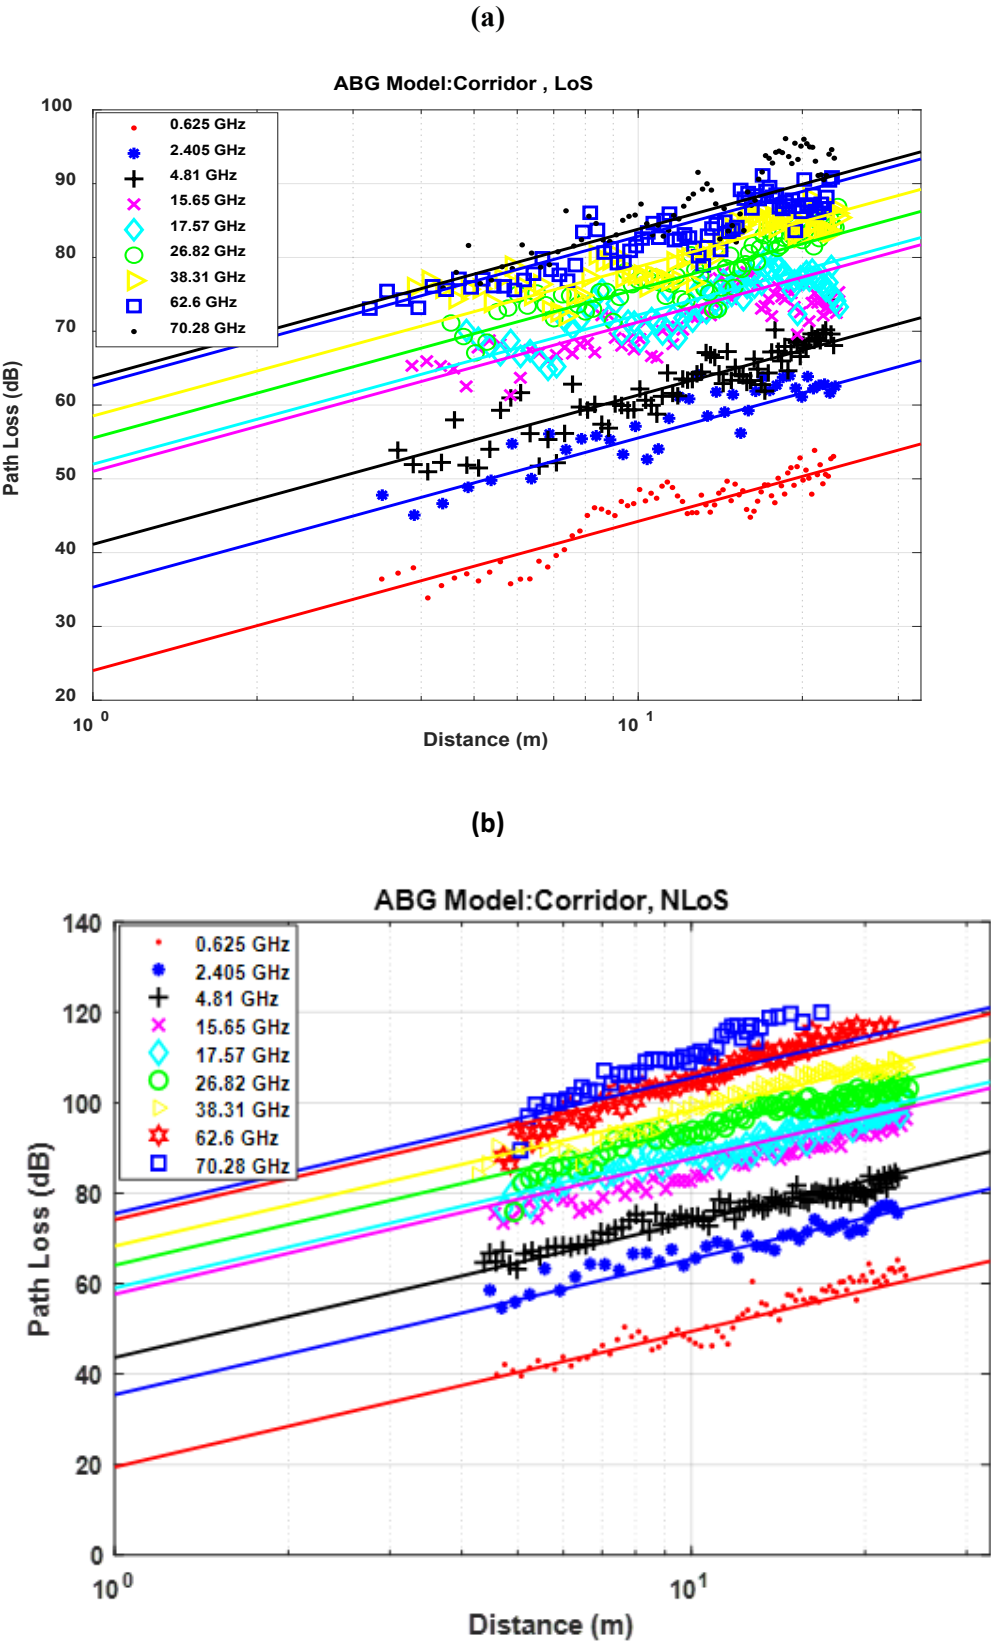 (a)
ABG Model:Corridor , LoS
100
90
80
70
60
50
40
30
20
0.625 GHz
2.405 GHz
4.81 GHz
15.65 GHz
17.57 GHz
26.82 GHz
38.31 GHz
62.6 GHz
70.28 GHz
Path Loss (dB)
10 0
10 1
Distance (m)
(b)
ABG Model:Corridor, NLoS
140
120
100
80
60
40
20
0
0.625 GHz
2.405 GHz
4.81 GHz
15.65 GHz
17.57 GHz
26.82 GHz
38.31 GHz
62.6 GHz
70.28 GHz
Path Loss (dB)
10^0
10^1
Distance (m)